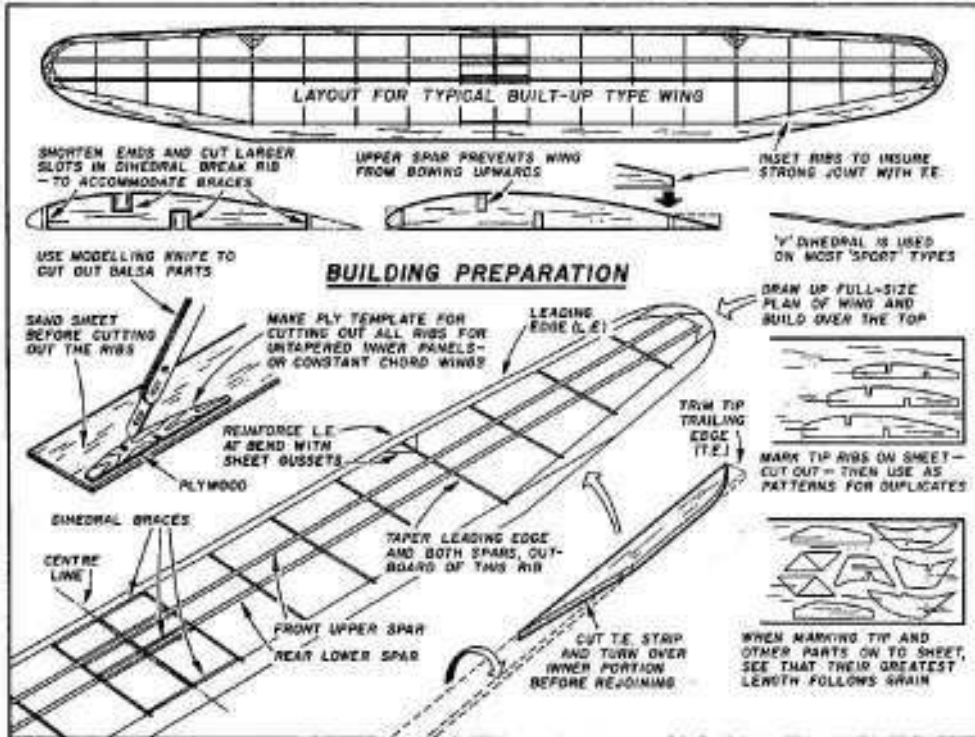 LAYOUT FOR TYPICAL BUILT-UP TYPE WING
SHORTEN ENDS AND CUT LARGER
SLOTS IN DIHEDRAL BREAK RIB
— TO ACCOMMODATE BRACES
UPPER SPAR PREVENTS WING
FROM BOWING UPWARDS
INSET RIBS TO INSURE
STRONG JOINT WITH T.E.
'V' DIHEDRAL IS USED
ON MOST 'SPORT' TYPES
USE MODELLING KNIFE TO
CUT OUT BALSA PARTS
BUILDING PREPARATION
DRAW UP FULL-SIZE
PLAN OF WING AND
BUILD OVER THE TOP
SAND SHEET
BEFORE CUTTING
OUT THE RIBS
MAKE PLY TEMPLATE FOR
CUTTING OUT ALL RIBS FOR
UNTAPERED INNER PANELS—
OR CONSTANT CHORD WINGS
LEADING
EDGE (L.E.)
REINFORCE L.E.
AT BEND WITH
SHEET GUSSETS
PLYWOOD
TRIM TIP
TRAILING
EDGE
(T.E.)
MARK TIP RIBS ON SHEET—
CUT OUT— THEN USE AS
PATTERNS FOR DUPLICATES
DIHEDRAL BRACES
CENTRE
LINE
TAPER LEADING EDGE
AND BOTH SPARS, OUT-
BOARD OF THIS RIB
FRONT UPPER SPAR
REAR LOWER SPAR
CUT T.E. STRIP
AND TURN OVER
INNER PORTION
BEFORE REJOINING
WHEN MARKING TIP AND
OTHER PARTS ON TO SHEET,
SEE THAT THEIR GREATEST
LENGTH FOLLOWS GRAIN